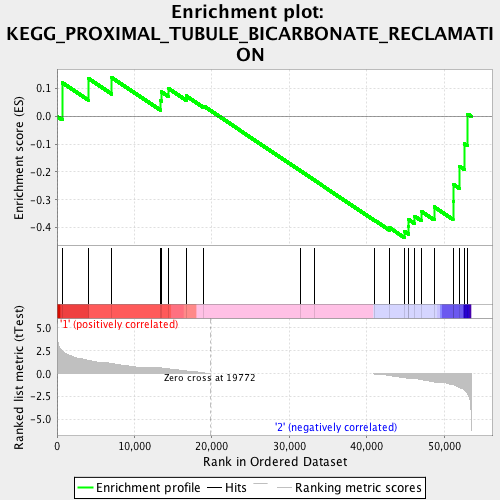 Enrichment plot:
KEGG_PROXIMAL_TUBULE_BICARBONATE_RECLAMATI
ON
Enrichment score (ES)
0.1
0.0
-0.1
-0.2
-0.3
-0.4
'1' (positively correlated)
Ranked list metric (tTest)
5.0
2.5
0.0
-2.5
-5.0
Zero cross at 19772
'2' (negatively correlated)
0
10,000
20,000
30,000
40,000
50,000
Rank in Ordered Dataset
Enrichment profile
Hits
Ranking metric scores